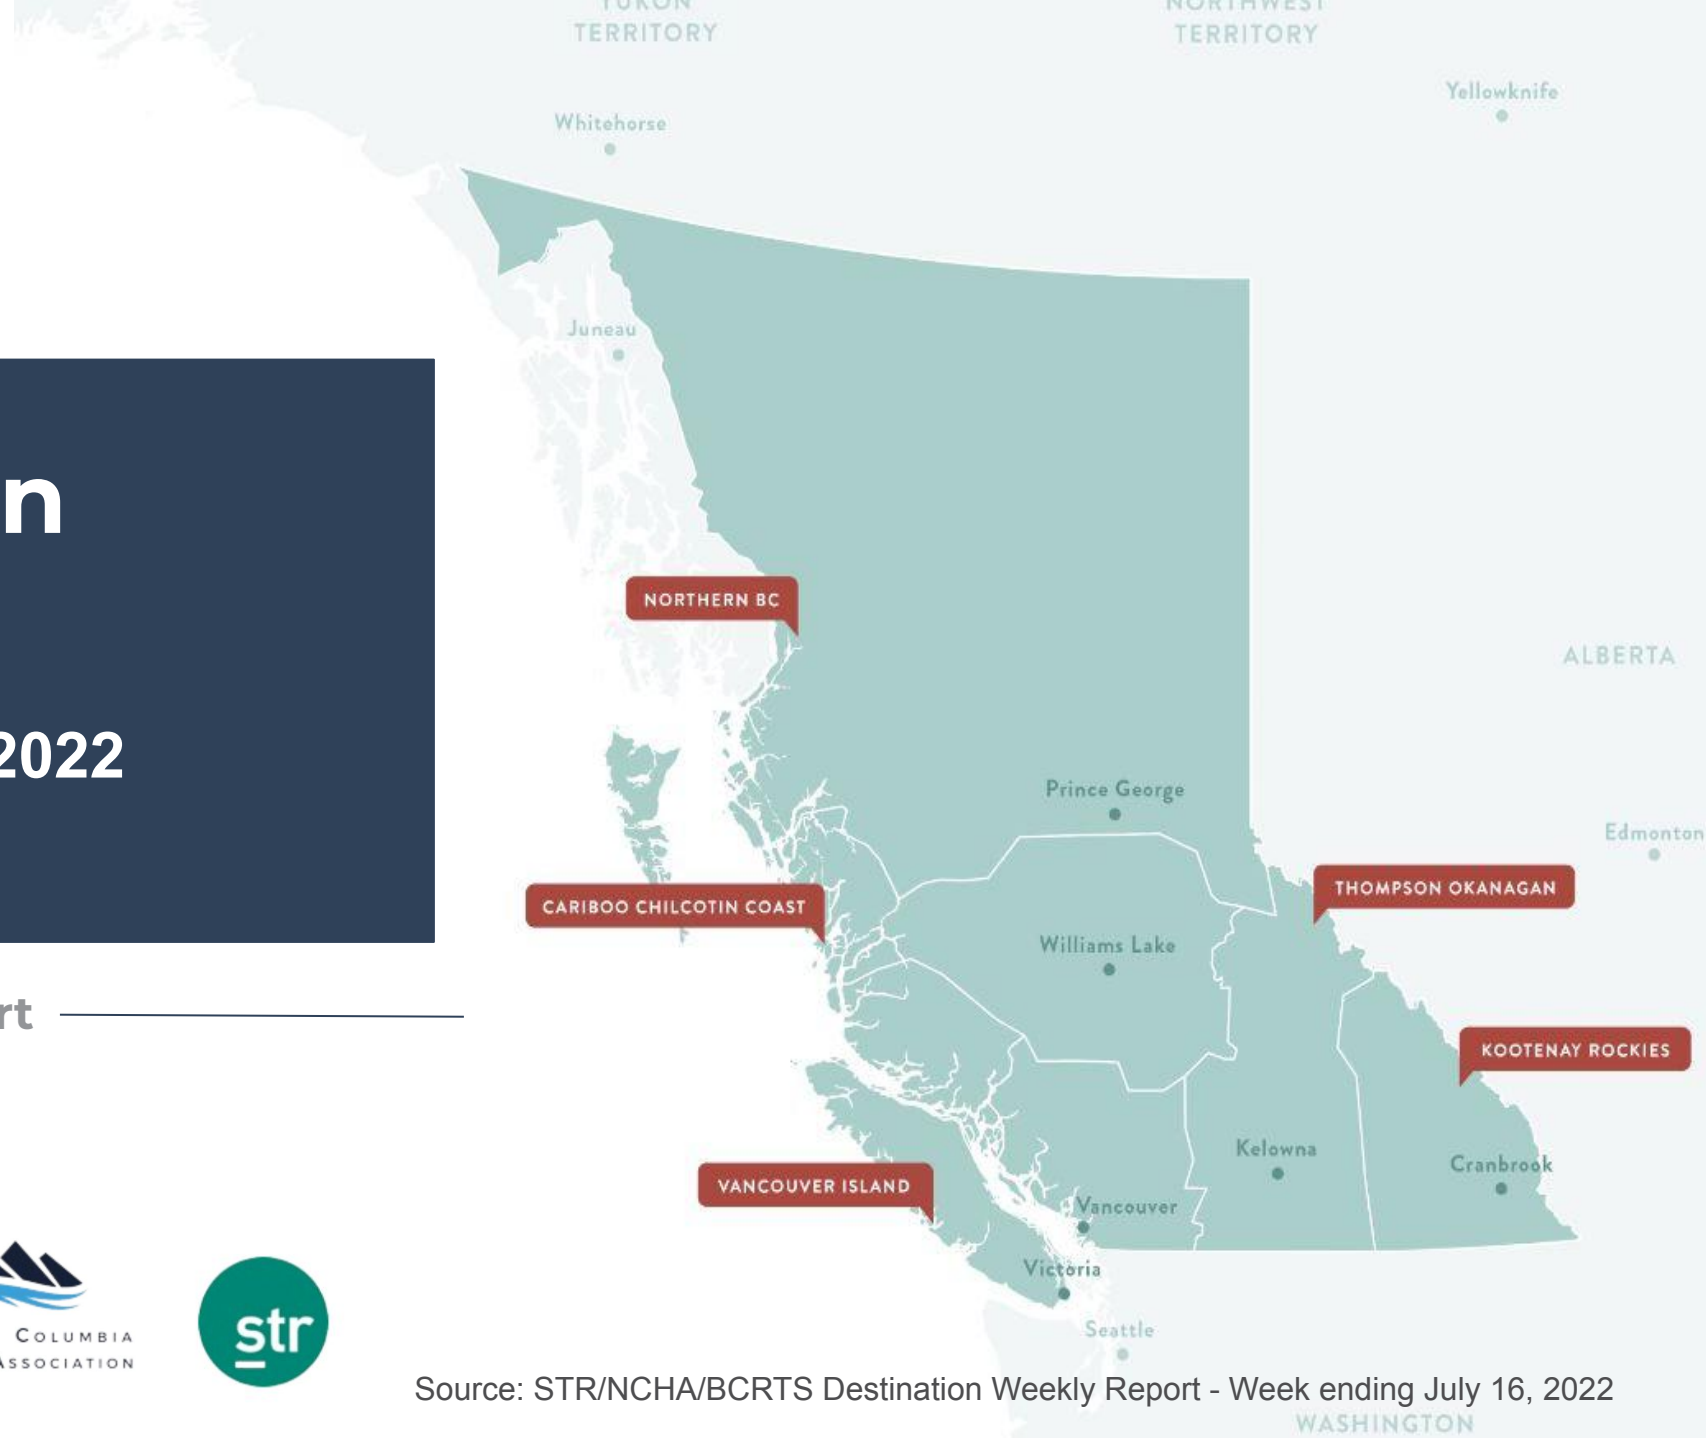 YUKON
TERRITORY
NORTHWEST
TERRITORY
Yellowknife
Whitehorse
Juneau
n
2022
NORTHERN BC
ALBERTA
Prince George
Edmonton
THOMPSON OKANAGAN
CARIBOO CHILCOTIN COAST
Williams Lake
rt
KOOTENAY ROCKIES
Kelowna
Cranbrook
VANCOUVER ISLAND
Vancouver
Victoria
COLUMBIA
ASSOCIATION
str
Seattle
Source: STR/NCHA/BCRTS Destination Weekly Report - Week ending July 16, 2022
WASHINGTON